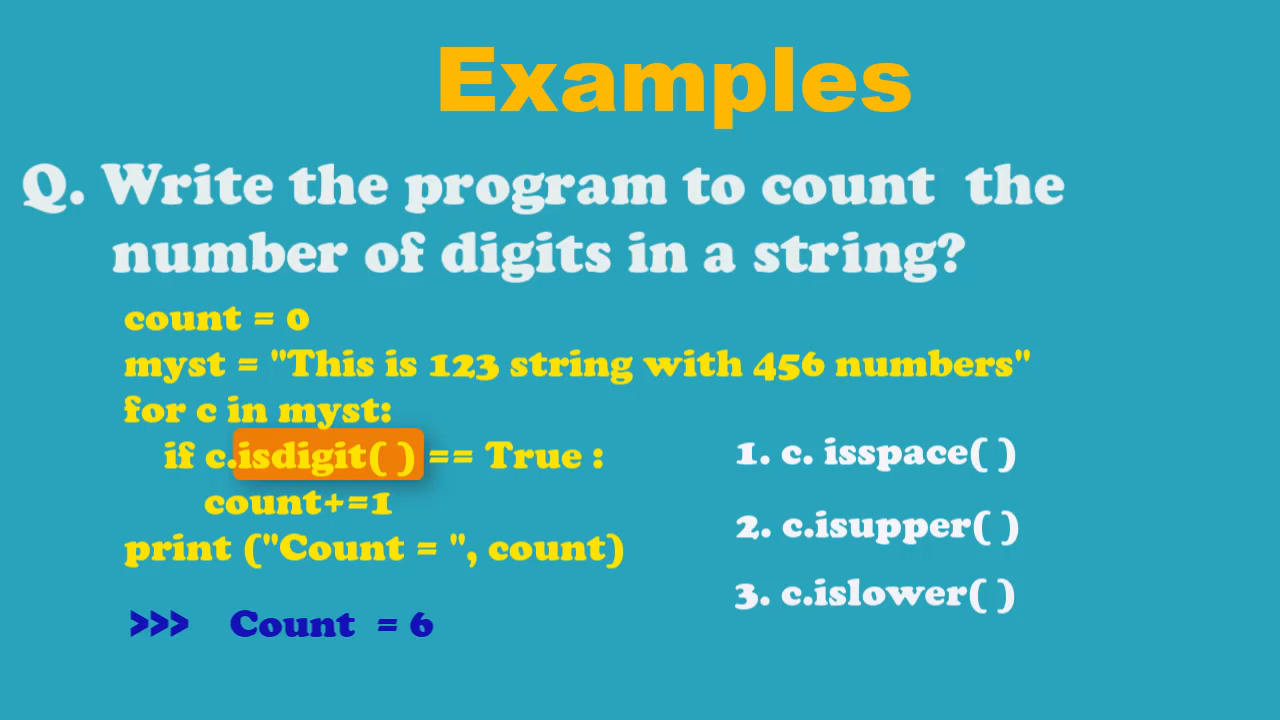 Examples
Q. Write the program to count the
number of digits in a string?
count = 0
myst = "This is 123 string with 456 numbers"
for c in myst:
if c.isdigit( ) == True :
count+=1
print ("Count = ", count)
>>> Count = 6
1. c. isspace( )
2. c.isupper( )
3. c.islower( )